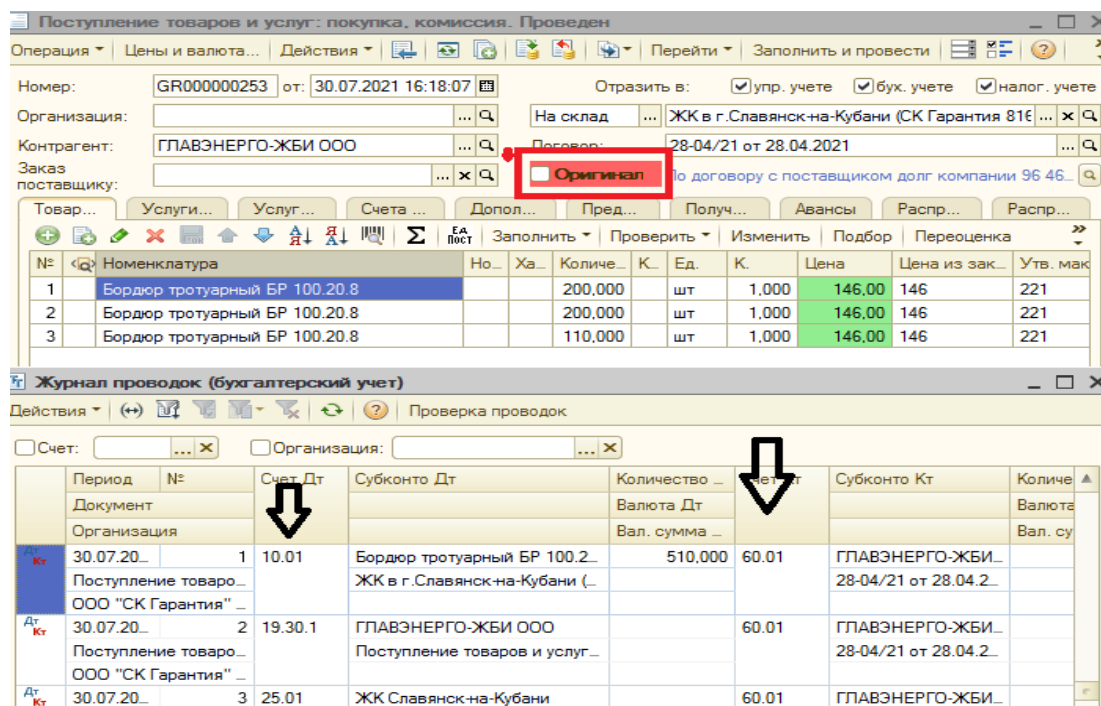 Поступление товаров и услуг: покупка, комиссия. Проведен
Операция Цены и валюта... Действия Перейти Заполнить и провести
Номер: GR000000253 от: 30.07.2021 16:18:07 Отразить в: упр. учете бух. учете налог. учете
Организация: ... На склад ... ЖК в г.Славянск-на-Кубани (СК Гарантия 816 ...
Контрагент: ГЛАВЭНЕРГО-ЖБИ ООО ... Договор: 28-04/21 от 28.04.2021 ...
Заказ поставщику: ... Оригинал По договору с поставщиком долг компании 96 46...
Товар... Услуги... Услуг... Счета ... Допол... Пред... Получ... Авансы Распр... Распр...
Заполнить Проверить Изменить Подбор Переоценка
№ Номенклатура Но... Ха... Количе... К... Ед. К. Цена Цена из зак... Утв. мак
1 Бордюр тротуарный БР 100.20.8 200,000 шт 1,000 146,00 146 221
2 Бордюр тротуарный БР 100.20.8 200,000 шт 1,000 146,00 146 221
3 Бордюр тротуарный БР 100.20.8 110,000 шт 1,000 146,00 146 221
Журнал проводок (бухгалтерский учет)
Действия Проверка проводок
Счет: ... Организация: ...
Период № Счет Дт Субконто Дт Количество ... Субконто Кт Количе
Документ Валюта Дт Валюта
Организация Вал. сумма ... Вал. су
Дт Кт 30.07.20... 1 10.01 Бордюр тротуарный БР 100.2... 510,000 60.01 ГЛАВЭНЕРГО-ЖБИ...
Поступление товаро... ЖК в г.Славянск-на-Кубани (... 28-04/21 от 28.04.2...
ООО "СК Гарантия" ...
Дт Кт 30.07.20... 2 19.30.1 ГЛАВЭНЕРГО-ЖБИ ООО 60.01 ГЛАВЭНЕРГО-ЖБИ...
Поступление товаро... Поступление товаров и услуг... 28-04/21 от 28.04.2...
ООО "СК Гарантия" ...
Дт Кт 30.07.20... 3 25.01 ЖК Славянск-на-Кубани 60.01 ГЛАВЭНЕРГО-ЖБИ...